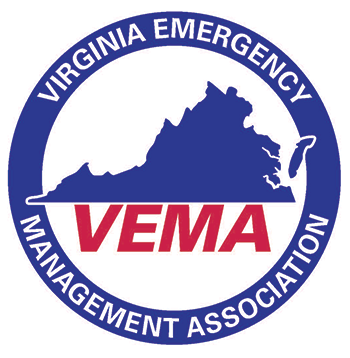 VIRGINIA EMERGENCY
VEMA
MANAGEMENT ASSOCIATION